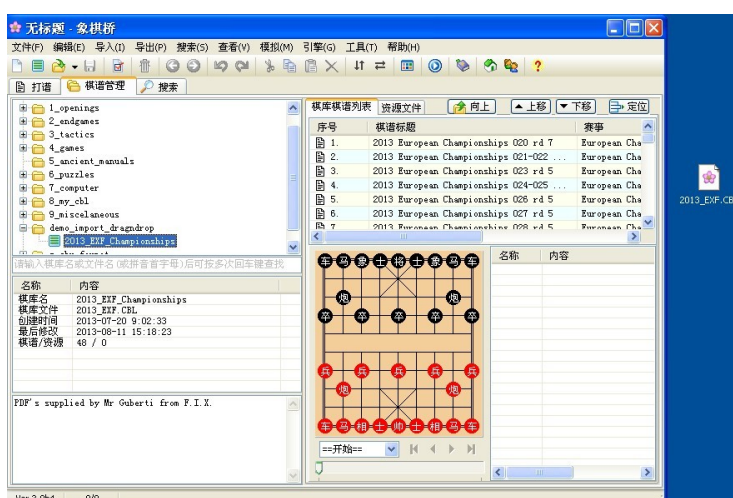 无标题 - 象棋桥
文件(F) 编辑(E) 导入(I) 导出(P) 搜索(S) 查看(V) 模拟(M) 引擎(G) 工具(T) 帮助(H)
打谱 棋谱管理 搜索
1_openings
2_endgames
3_tactics
4_games
5_ancient_manuals
6_puzzles
7_computer
8_my_cbl
9_miscelaneous
demo_import_dragndrop
2013_EXF_Championships
请输入棋库名或文件名(或拼音首字母)后可按多次回车键查找
名称 内容
棋库名 2013_EXF_Championships
棋库文件 2013_EXF.CBL
创建时间 2013-07-20 9:02:33
最后修改 2013-08-11 15:18:23
棋谱/资源 48 / 0
PDF's supplied by Mr Guberti from F.I.X.
棋库棋谱列表 资源文件 向上 上移 下移 定位
序号 棋谱标题 赛事
1. 2013 European Championships 020 rd 7 European Cha
2. 2013 European Championships 021-022 ... European Cha
3. 2013 European Championships 023 rd 5 European Cha
4. 2013 European Championships 024-025 ... European Cha
5. 2013 European Championships 026 rd 5 European Cha
6. 2013 European Championships 027 rd 5 European Cha
7. 2013 European Championships 028 rd 5 European Cha
车 马 象 士 将 士 象 马 车
炮 炮
卒 卒 卒 卒 卒
兵 兵 兵 兵 兵
炮 炮
车 马 相 士 帅 士 相 马 车
==开始==
名称 内容
2013_EXF.CB